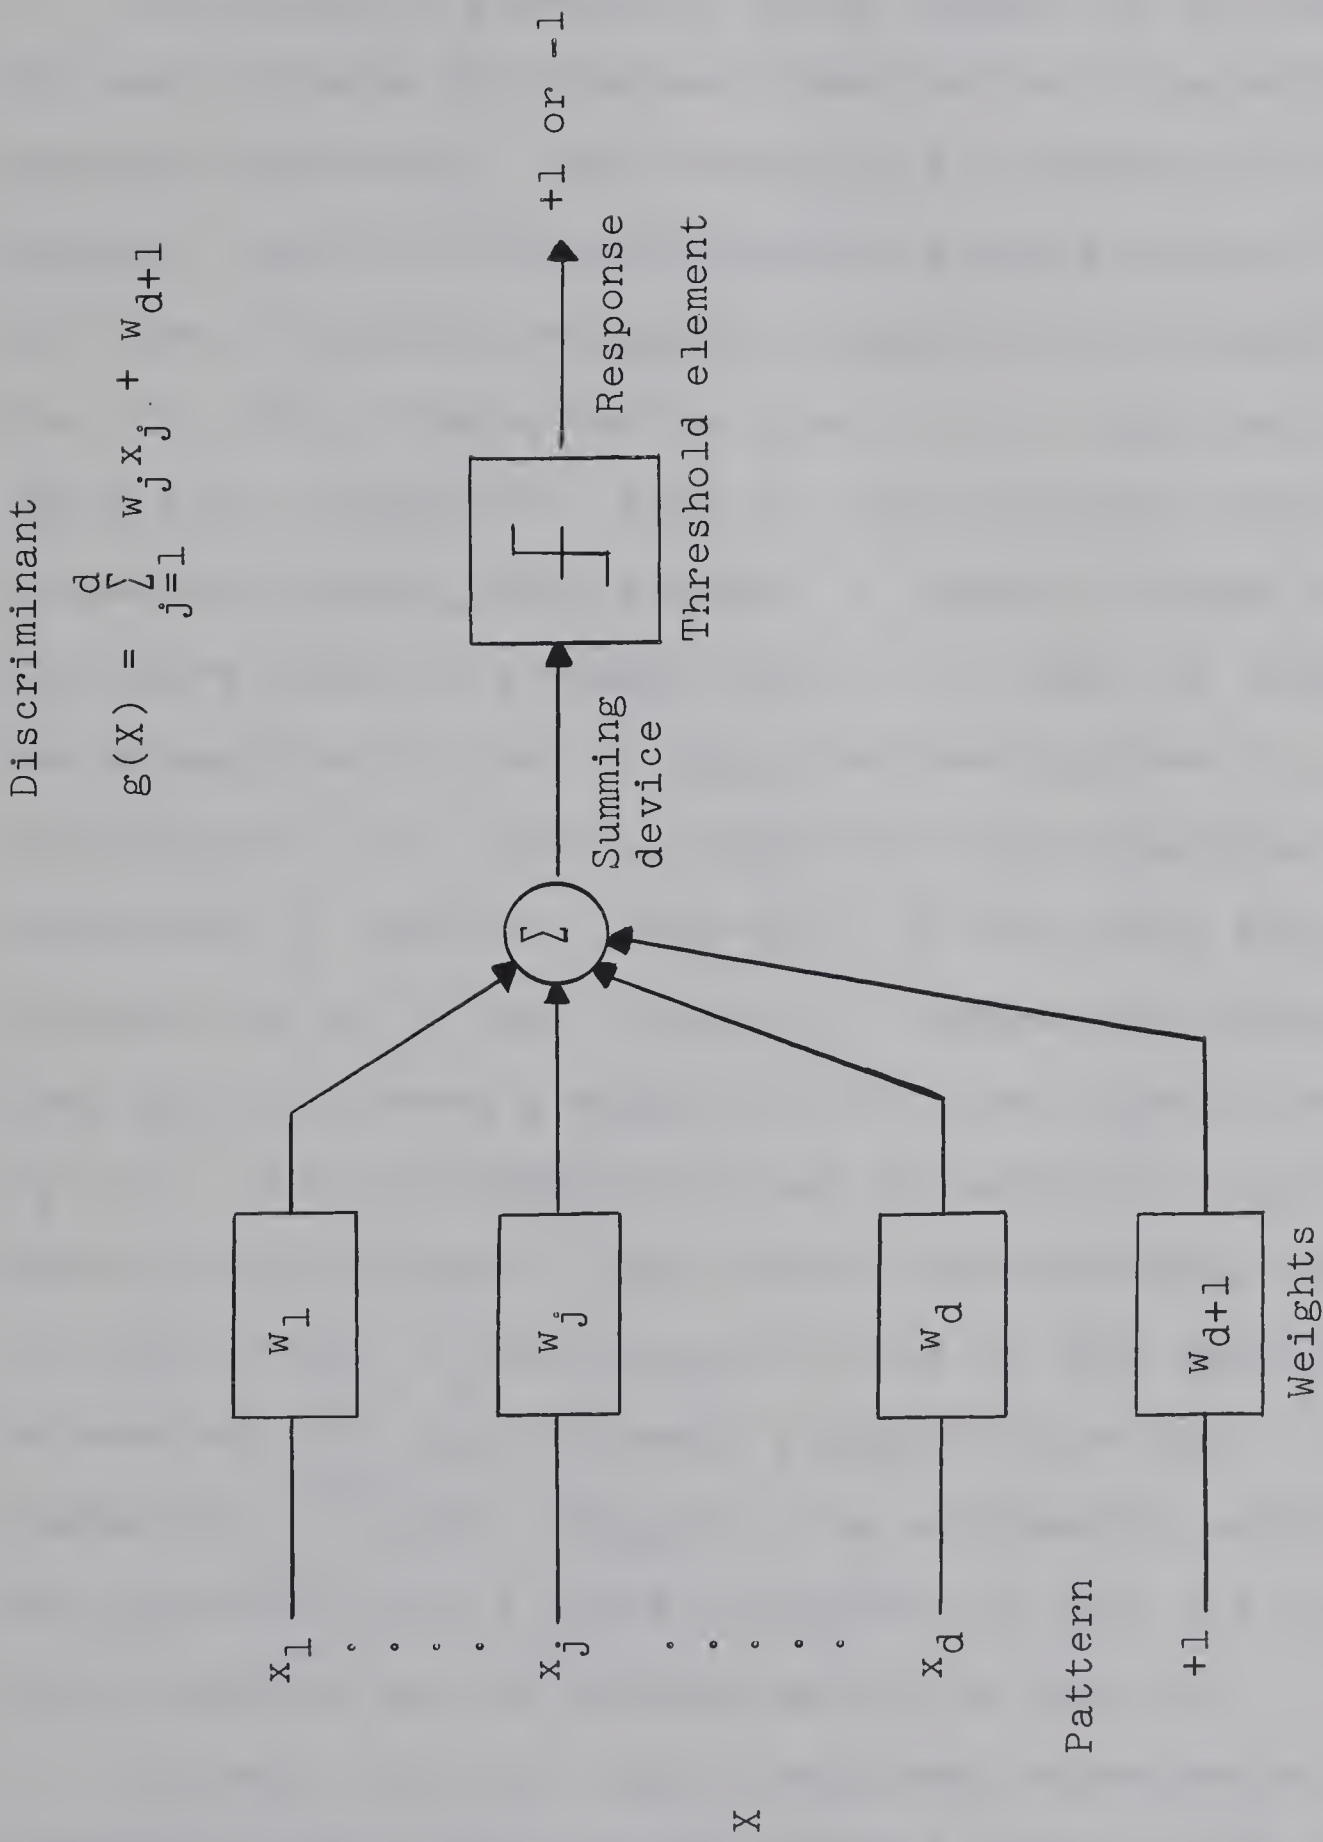 Discriminant
d
g(X) = Σ w_j x_j + w_{d+1}
j=1
x_1
w_1
+1 or -1
x_j
w_j
Σ
Summing
device
Response
Threshold element
x_d
w_d
X
Pattern
+1
w_{d+1}
Weights